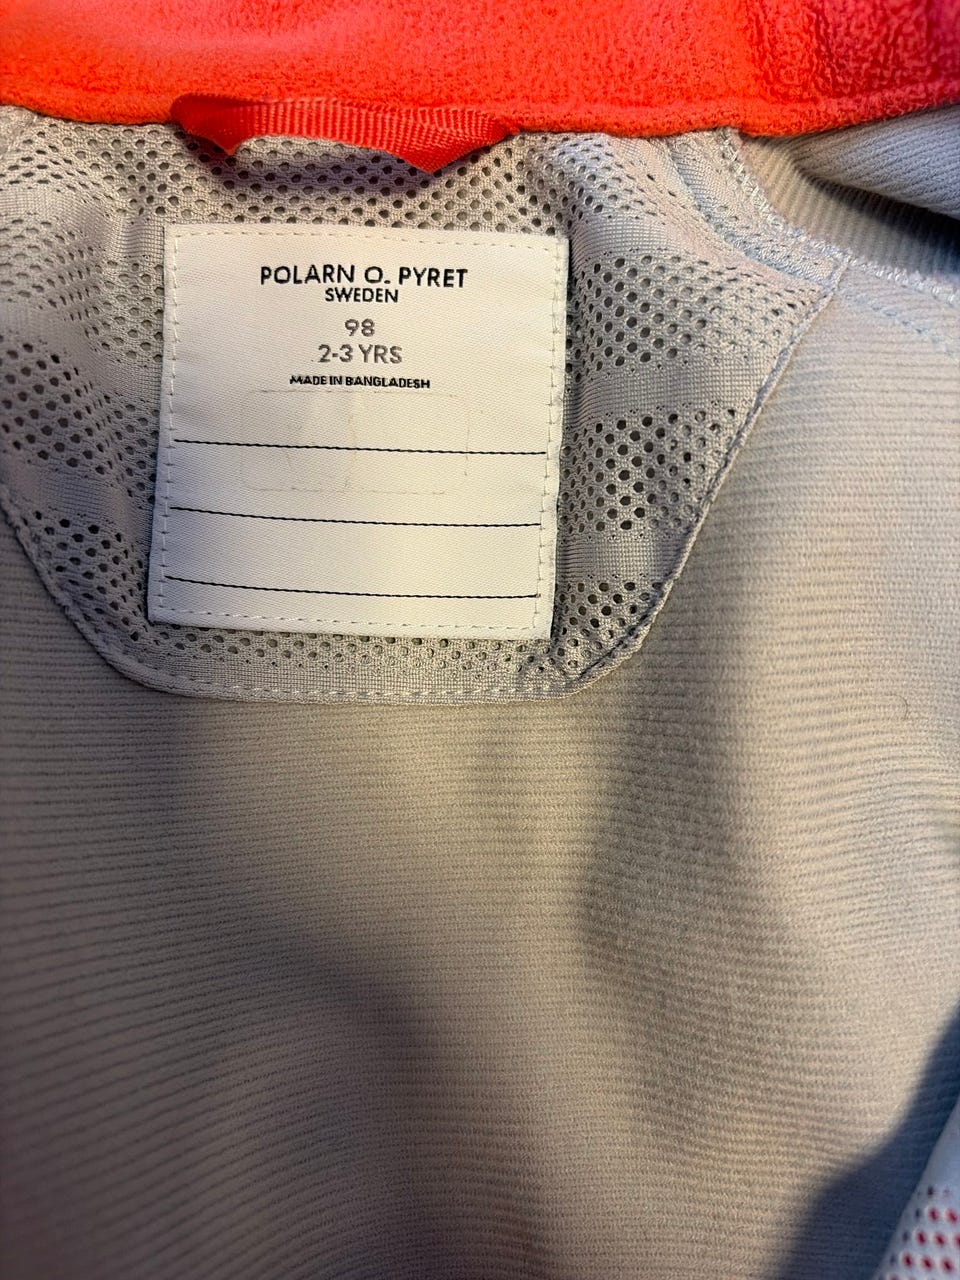 POLARN O. PYRET
SWEDEN
98
2-3 YRS
MADE IN BANGLADESH